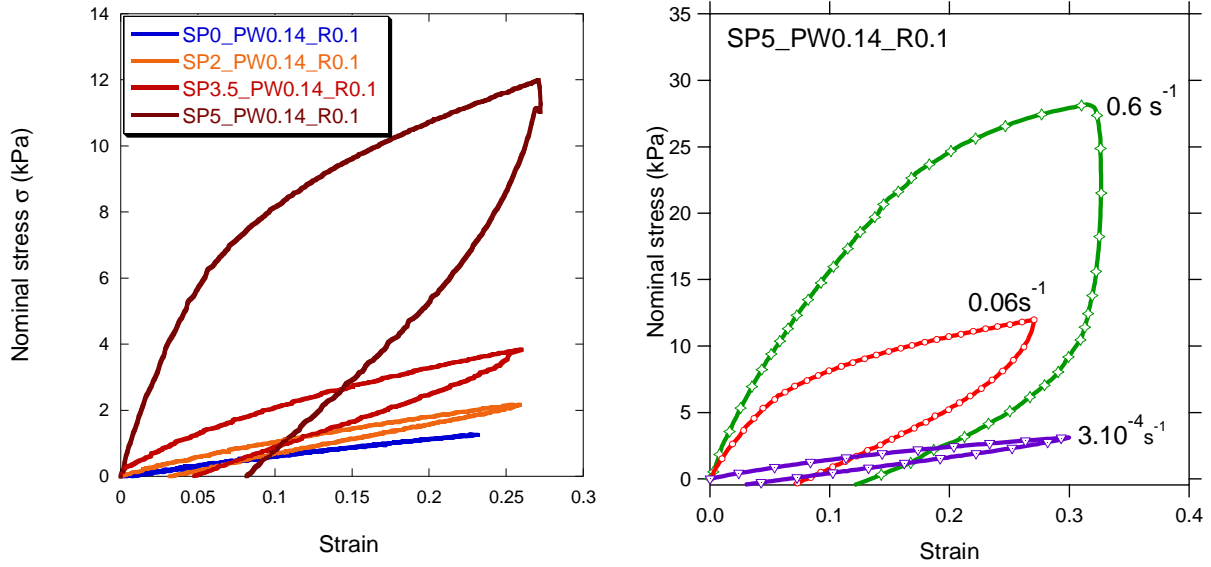 14
12
10
8
6
4
2
0
Nominal stress σ (kPa)
SP0_PW0.14_R0.1
SP2_PW0.14_R0.1
SP3.5_PW0.14_R0.1
SP5_PW0.14_R0.1
0 0.05 0.1 0.15 0.2 0.25 0.3
Strain
35
30
25
20
15
10
5
0
Nominal stress (kPa)
SP5_PW0.14_R0.1
0.6 s⁻¹
0.06s⁻¹
3.10⁻⁴s⁻¹
0.0 0.1 0.2 0.3 0.4
Strain